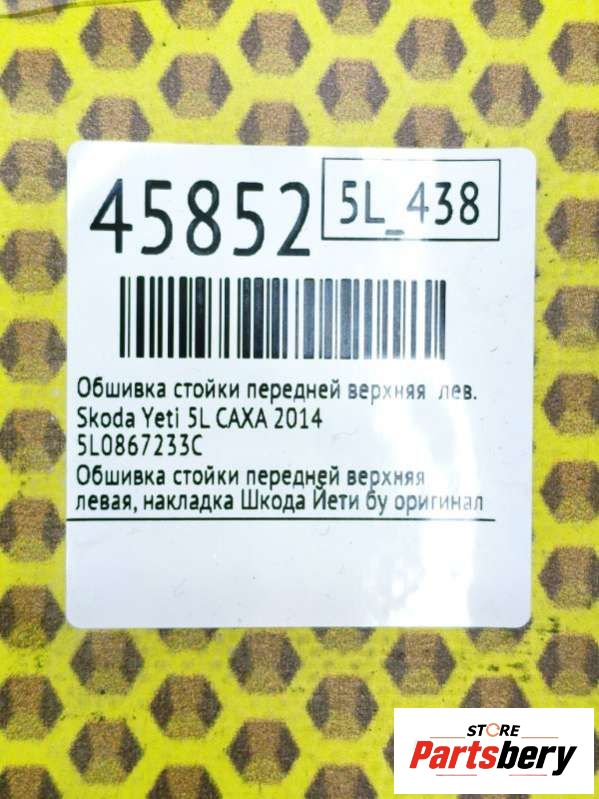 45852
5L_438
Обшивка стойки передней верхняя лев.
Skoda Yeti 5L CAXA 2014
5L0867233C
Обшивка стойки передней верхняя
левая, накладка Шкода Йети бу оригинал
STORE
Partsbery